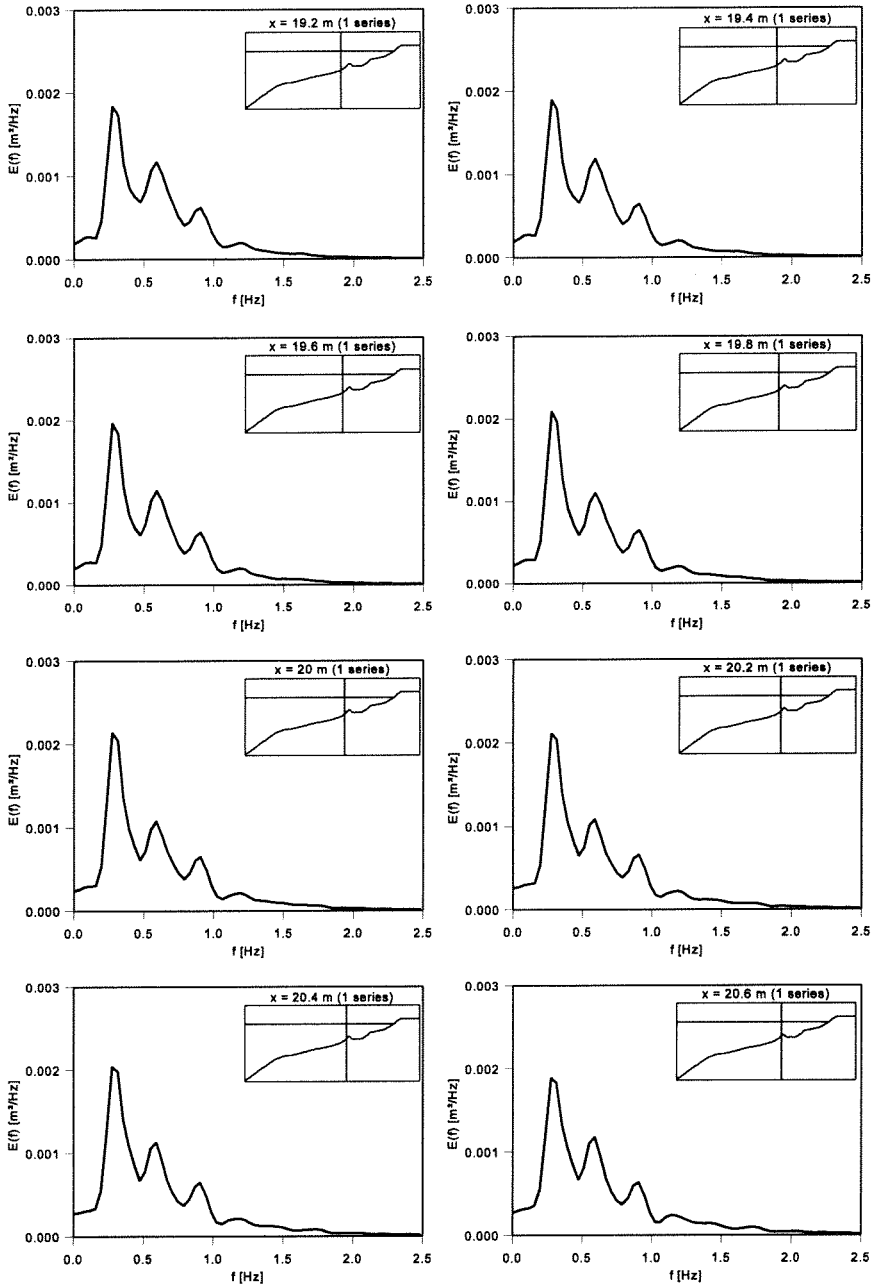 x = 19.2 m (1 series)
0.003
0.002
0.001
0.000
E(f) [m²/Hz]
0.0 0.5 1.0 1.5 2.0 2.5
f [Hz]
x = 19.4 m (1 series)
0.003
0.002
0.001
0.000
E(f) [m²/Hz]
0.0 0.5 1.0 1.5 2.0 2.5
f [Hz]
x = 19.6 m (1 series)
0.003
0.002
0.001
0.000
E(f) [m²/Hz]
0.0 0.5 1.0 1.5 2.0 2.5
f [Hz]
x = 19.8 m (1 series)
0.003
0.002
0.001
0.000
E(f) [m²/Hz]
0.0 0.5 1.0 1.5 2.0 2.5
f [Hz]
x = 20 m (1 series)
0.003
0.002
0.001
0.000
E(f) [m²/Hz]
0.0 0.5 1.0 1.5 2.0 2.5
f [Hz]
x = 20.2 m (1 series)
0.003
0.002
0.001
0.000
E(f) [m²/Hz]
0.0 0.5 1.0 1.5 2.0 2.5
f [Hz]
x = 20.4 m (1 series)
0.003
0.002
0.001
0.000
E(f) [m²/Hz]
0.0 0.5 1.0 1.5 2.0 2.5
f [Hz]
x = 20.6 m (1 series)
0.003
0.002
0.001
0.000
E(f) [m²/Hz]
0.0 0.5 1.0 1.5 2.0 2.5
f [Hz]